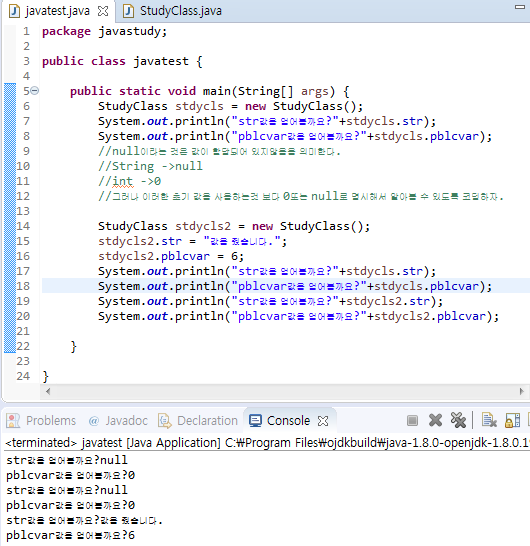 javatest.java StudyClass.java
1 package javastudy;
2
3 public class javatest {
4
5 public static void main(String[] args) {
6 StudyClass stdycls = new StudyClass();
7 System.out.println("str값을 얻어볼까요?"+stdycls.str);
8 System.out.println("pblcvar값을 얻어볼까요?"+stdycls.pblcvar);
9 //null이라는 것은 값이 할당되어 있지않음을 의미한다.
10 //String ->null
11 //int ->0
12 //그러나 이러한 초기 값을 사용하는것 보다 0또는 null로 명시해서 알아볼 수 있도록 코딩하자.
13
14 StudyClass stdycls2 = new StudyClass();
15 stdycls2.str = "값을 줬습니다.";
16 stdycls2.pblcvar = 6;
17 System.out.println("str값을 얻어볼까요?"+stdycls.str);
18 System.out.println("pblcvar값을 얻어볼까요?"+stdycls.pblcvar);
19 System.out.println("str값을 얻어볼까요?"+stdycls2.str);
20 System.out.println("pblcvar값을 얻어볼까요?"+stdycls2.pblcvar);
21
22 }
23
24 }
Problems @ Javadoc Declaration Console
<terminated> javatest [Java Application] C:₩Program Files₩ojdkbuild₩java-1.8.0-openjdk-1.8.0.1
str값을 얻어볼까요?null
pblcvar값을 얻어볼까요?0
str값을 얻어볼까요?null
pblcvar값을 얻어볼까요?0
str값을 얻어볼까요?값을 줬습니다.
pblcvar값을 얻어볼까요?6